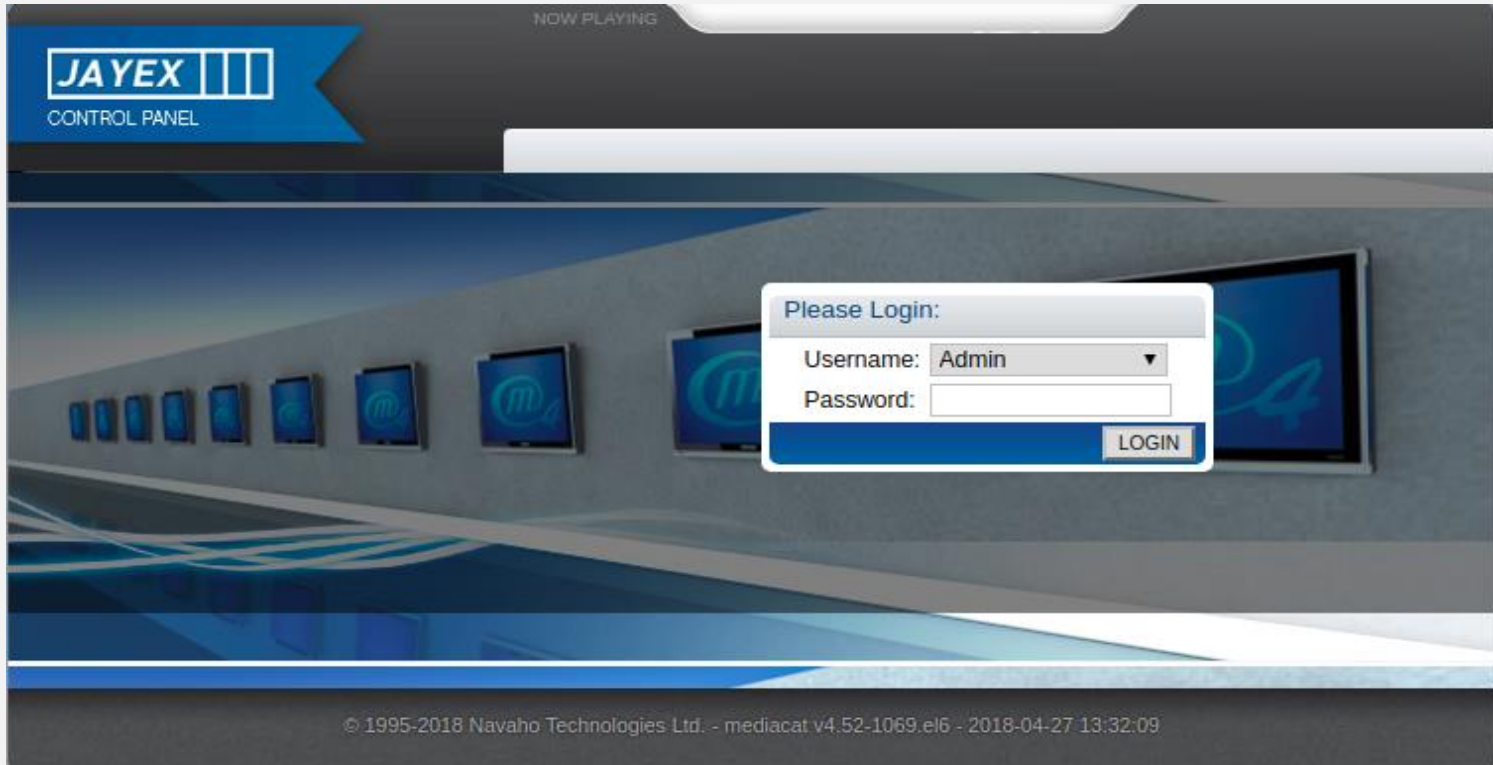 NOW PLAYING
JAYEX
CONTROL PANEL
Please Login:
Username: Admin
Password:
LOGIN
© 1995-2018 Navaho Technologies Ltd. - mediacat v4.52-1069.el6 - 2018-04-27 13:32:09